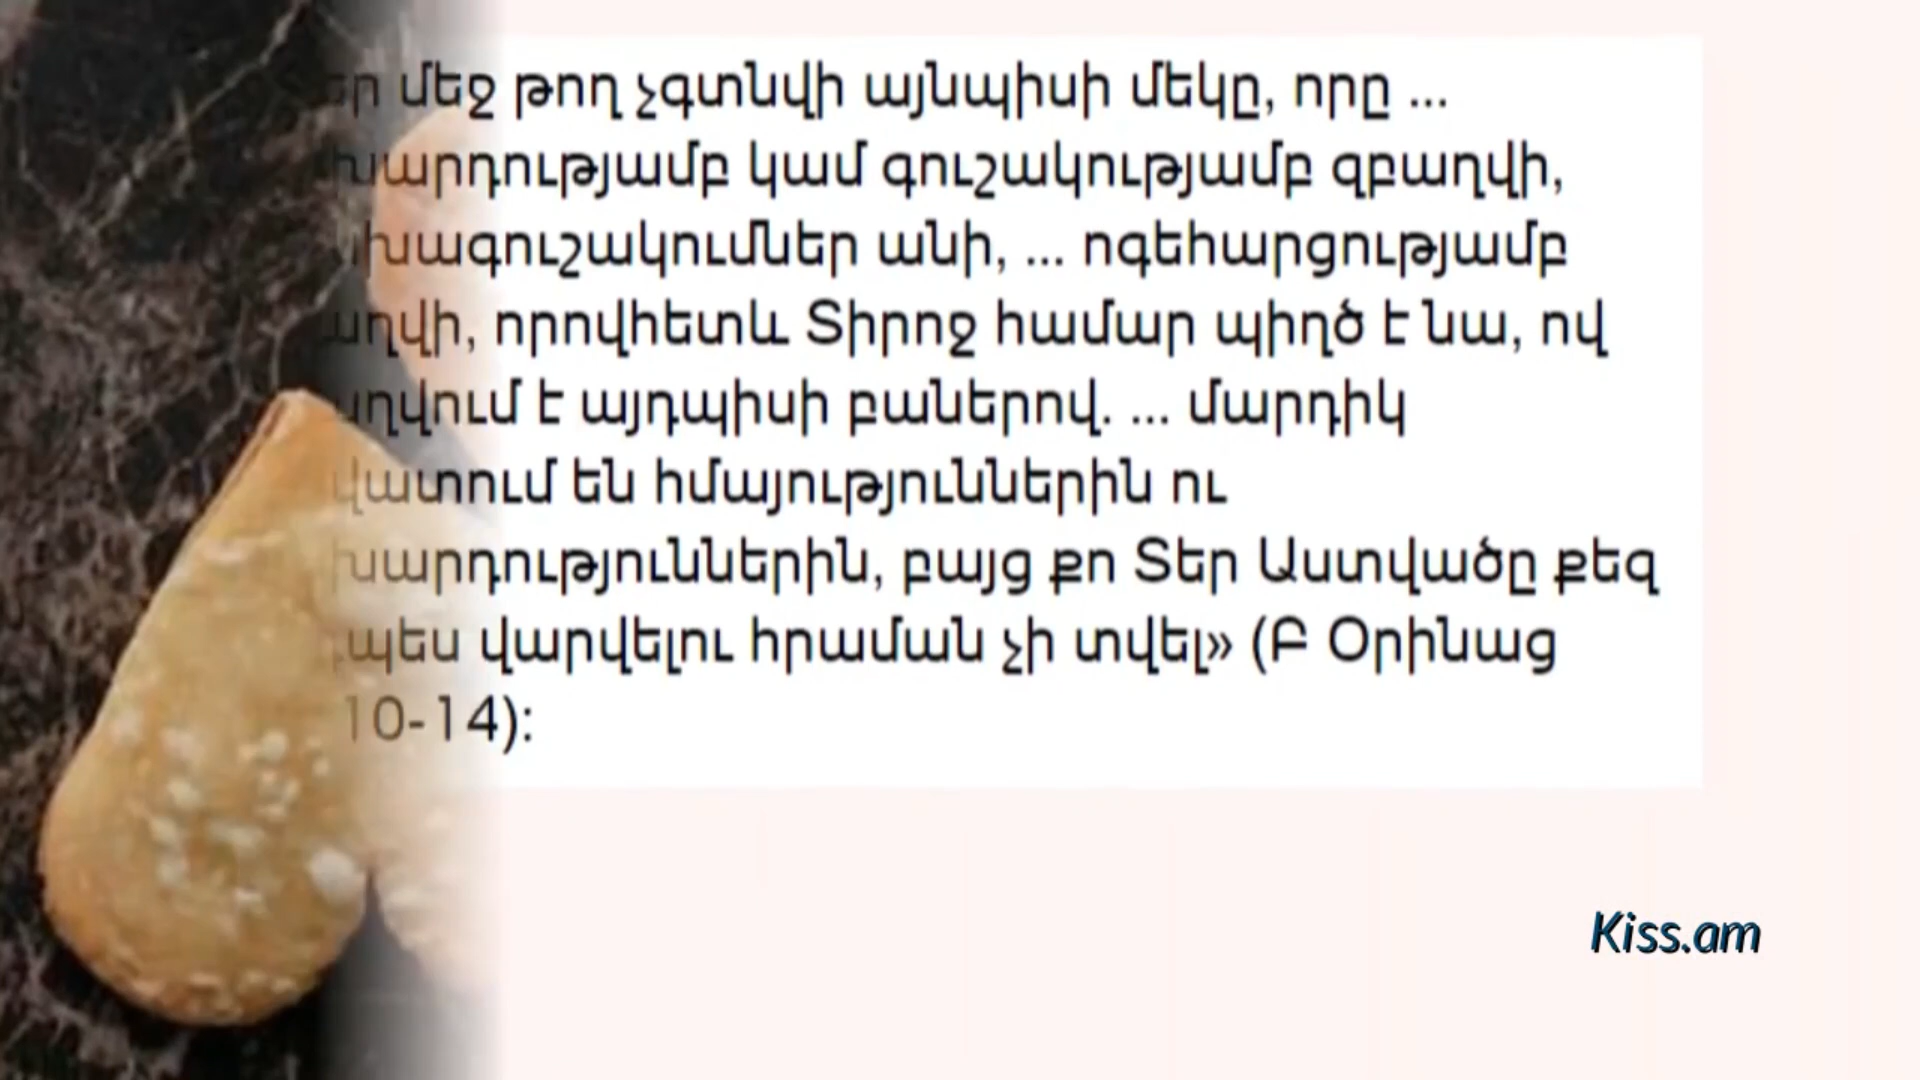 մեջ թող չգտնվի այնպիսի մեկը, որը ...
կամ գուշակությամբ զբաղվի,
անի, ... ոգեհարցությամբ
որովհետև Տիրոջ համար պիղծ է նա, ով
է այդպիսի բաներով. ... մարդիկ
են հմայություններին ու
բայց քո Տեր Աստվածը քեզ
վարվելու հրաման չի տվել» (Բ Օրինաց
10-14):
Kiss.am